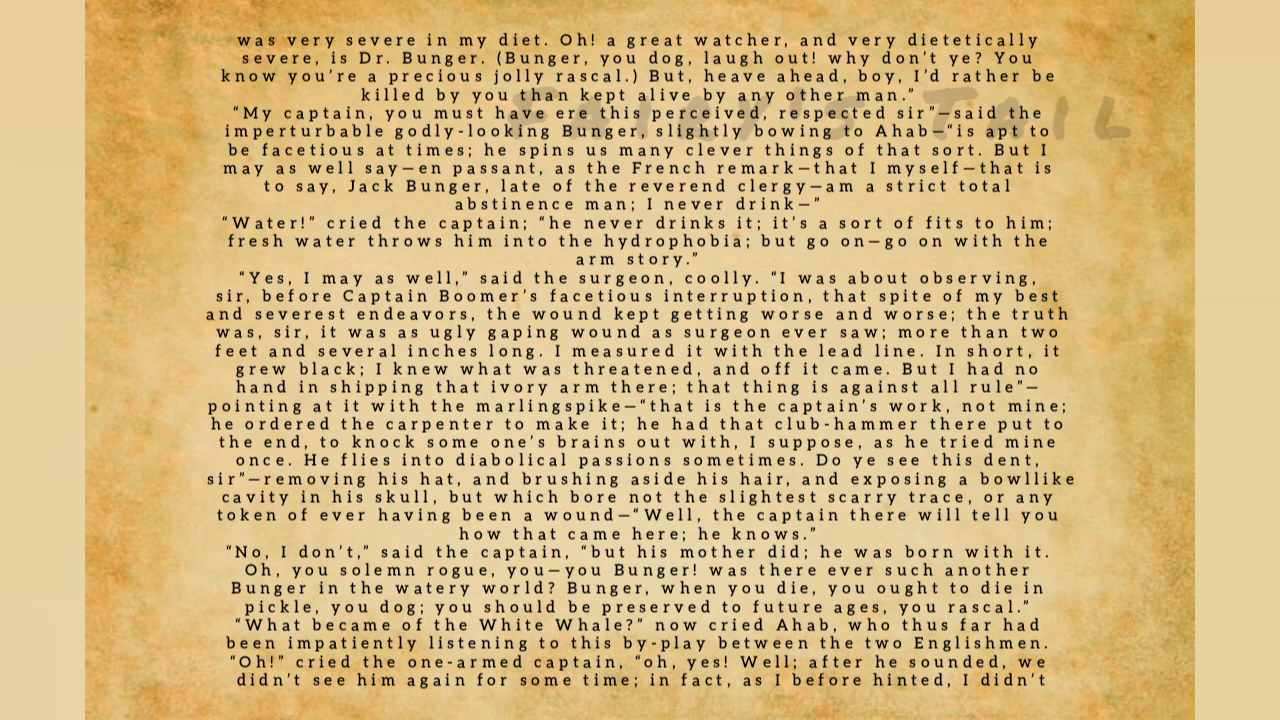 was very severe in my diet. Oh! a great watcher, and very dietetically
severe, is Dr. Bunger. (Bunger, you dog, laugh out! why don't ye? You
know you're a precious jolly rascal.) But, heave ahead, boy, I'd rather be
killed by you than kept alive by any other man.”
“My captain, you must have ere this perceived, respected sir”—said the
imperturbable godly-looking Bunger, slightly bowing to Ahab—“is apt to
be facetious at times; he spins us many clever things of that sort. But I
may as well say—en passant, as the French remark—that I myself—that is
to say, Jack Bunger, late of the reverend clergy—am a strict total
abstinence man; I never drink—”
“Water!” cried the captain; “he never drinks it; it's a sort of fits to him;
fresh water throws him into the hydrophobia; but go on—go on with the
arm story.”
“Yes, I may as well,” said the surgeon, coolly. “I was about observing,
sir, before Captain Boomer's facetious interruption, that spite of my best
and severest endeavors, the wound kept getting worse and worse; the truth
was, sir, it was as ugly gaping wound as surgeon ever saw; more than two
feet and several inches long. I measured it with the lead line. In short, it
grew black; I knew what was threatened, and off it came. But I had no
hand in shipping that ivory arm there; that thing is against all rule”—
pointing at it with the marlingspike—“that is the captain's work, not mine;
he ordered the carpenter to make it; he had that club-hammer there put to
the end, to knock some one's brains out with, I suppose, as he tried mine
once. He flies into diabolical passions sometimes. Do ye see this dent,
sir”—removing his hat, and brushing aside his hair, and exposing a bowllike
cavity in his skull, but which bore not the slightest scarry trace, or any
token of ever having been a wound—“Well, the captain there will tell you
how that came here; he knows.”
“No, I don't,” said the captain, “but his mother did; he was born with it.
Oh, you solemn rogue, you—you Bunger! was there ever such another
Bunger in the watery world? Bunger, when you die, you ought to die in
pickle, you dog; you should be preserved to future ages, you rascal.”
“What became of the White Whale?” now cried Ahab, who thus far had
been impatiently listening to this by-play between the two Englishmen.
“Oh!” cried the one-armed captain, “oh, yes! Well; after he sounded, we
didn't see him again for some time; in fact, as I before hinted, I didn't